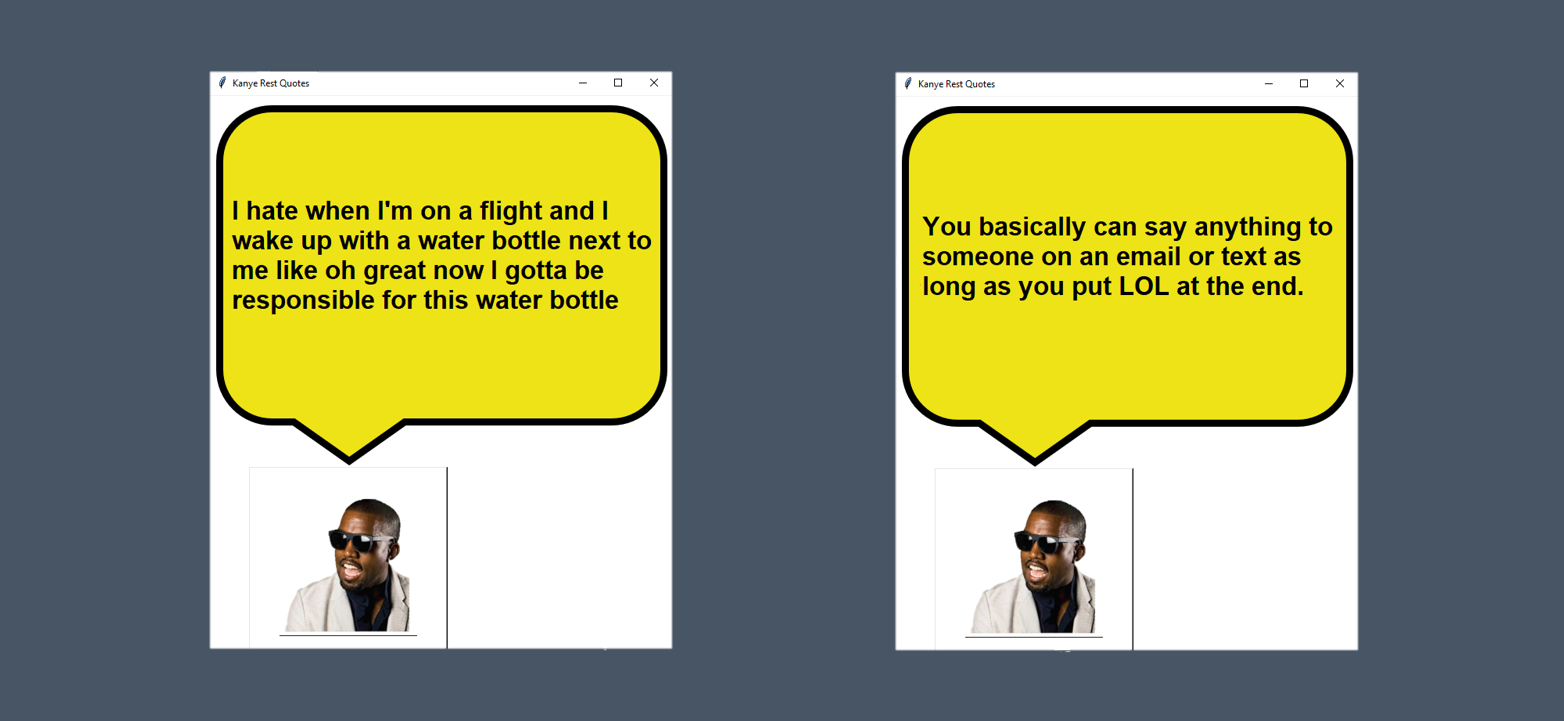 Kanye Rest Quotes
I hate when I'm on a flight and I
wake up with a water bottle next to
me like oh great now I gotta be
responsible for this water bottle
Kanye Rest Quotes
You basically can say anything to
someone on an email or text as
long as you put LOL at the end.